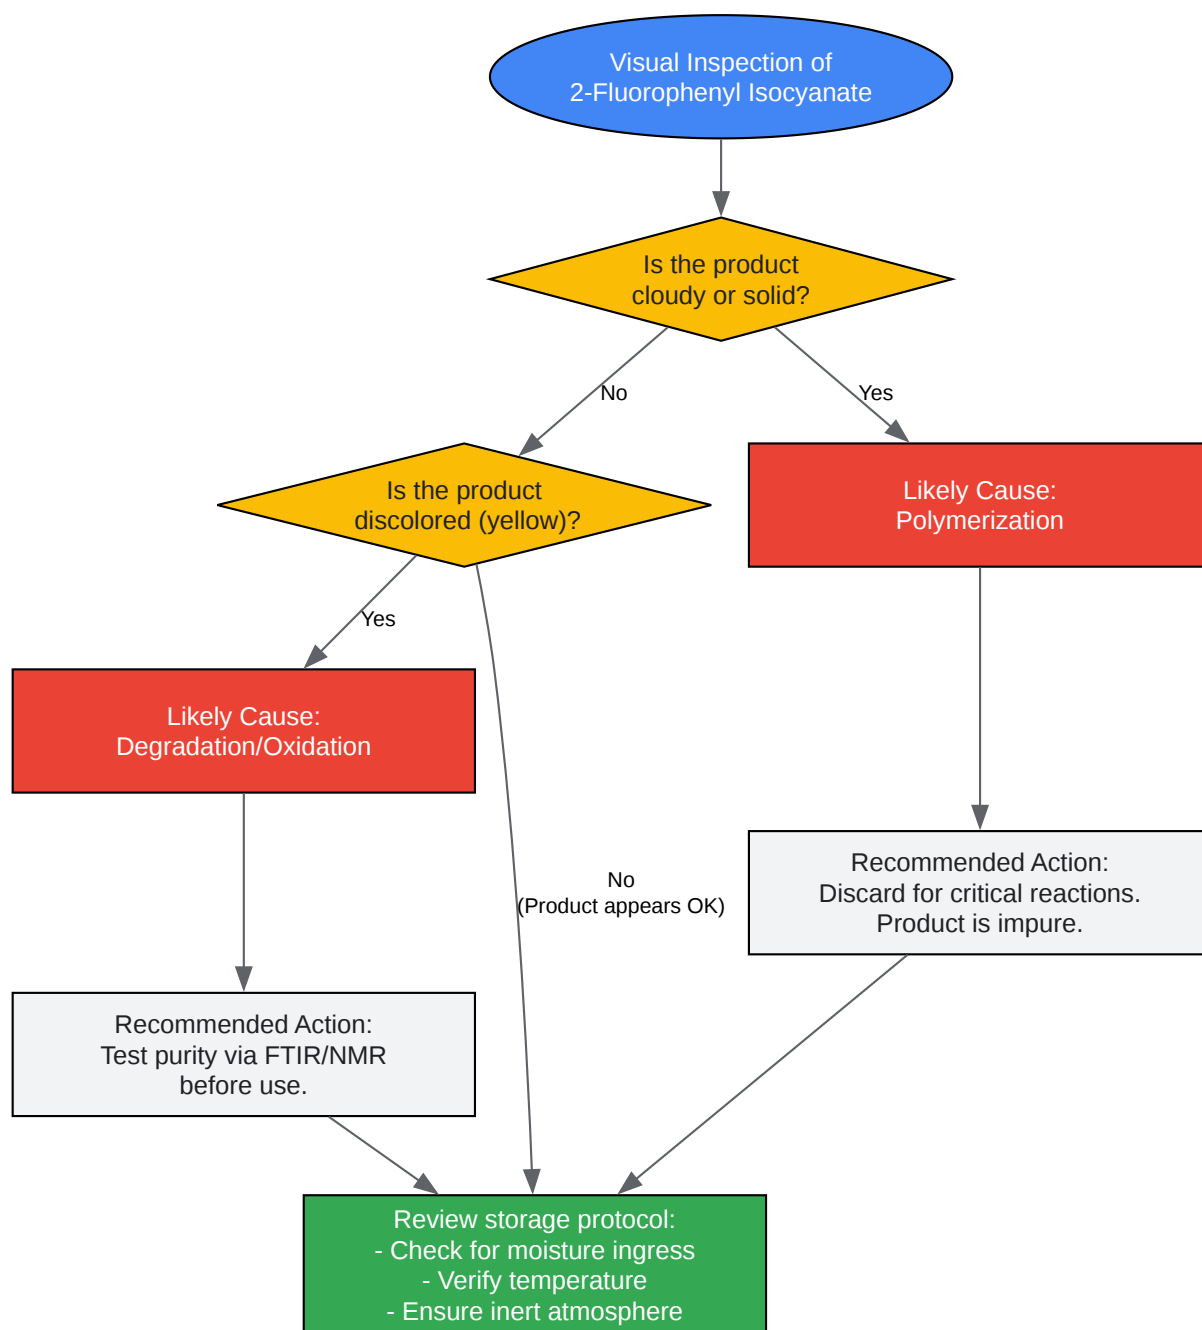 Visual Inspection of
2-Fluorophenyl Isocyanate
Is the product
cloudy or solid?
No
Yes
Is the product
discolored (yellow)?
Likely Cause:
Polymerization
Yes
Likely Cause:
Degradation/Oxidation
No
(Product appears OK)
Recommended Action:
Discard for critical reactions.
Product is impure.
Recommended Action:
Test purity via FTIR/NMR
before use.
Review storage protocol:
- Check for moisture ingress
- Verify temperature
- Ensure inert atmosphere